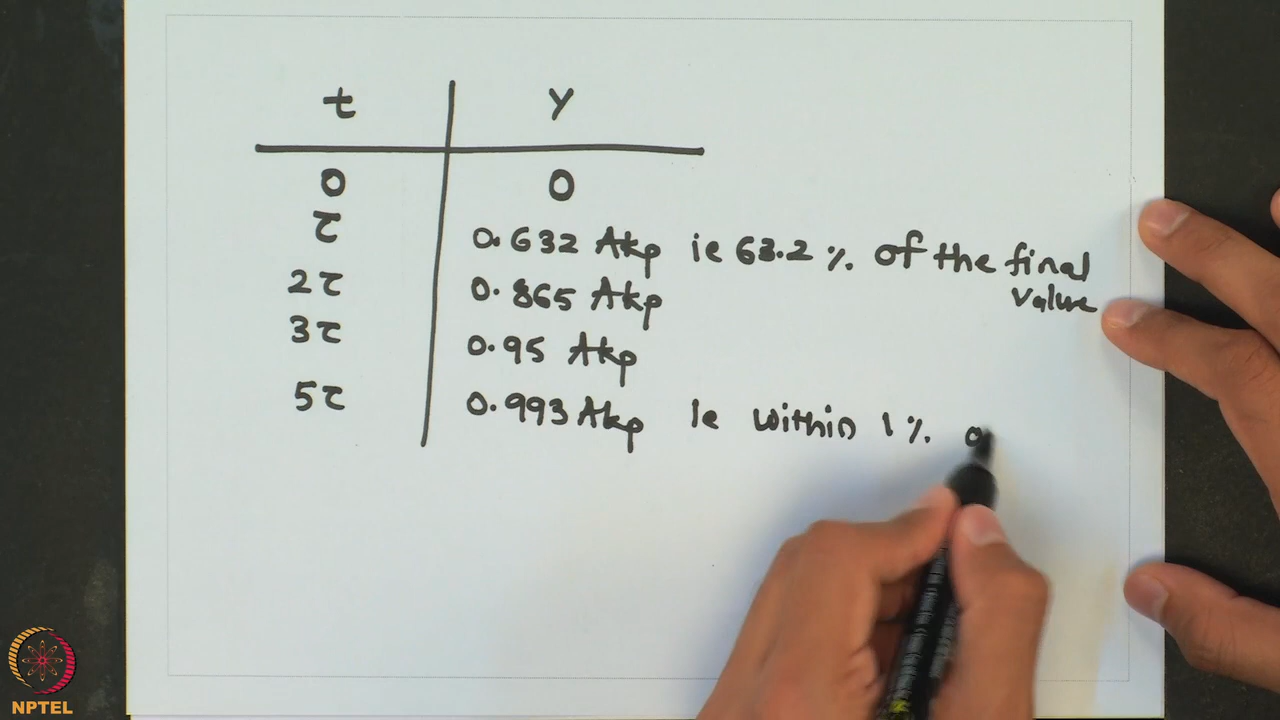 t y
0 0
τ 0.632 Akp ie 63.2 % of the final
value
2τ 0.865 Akp
3τ 0.95 Akp
5τ 0.993 Akp ie within 1 % o
NPTEL